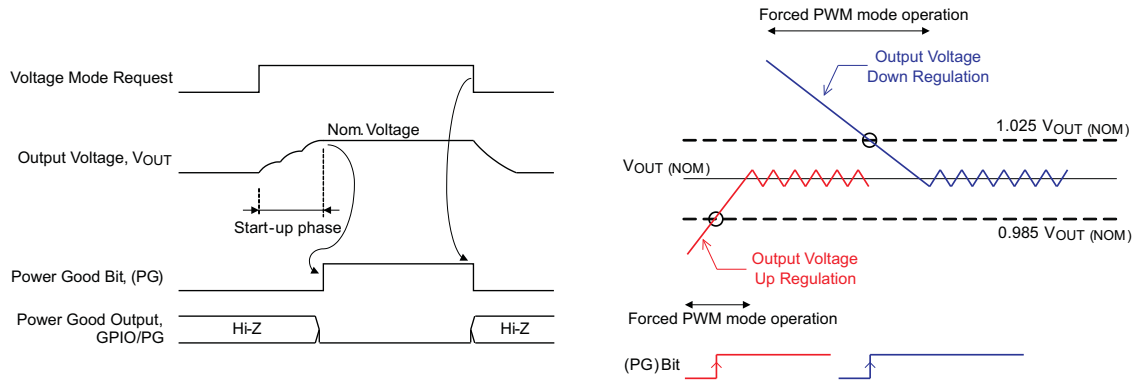 Voltage Mode Request
Nom. Voltage
Output Voltage, VOUT
Start-up phase
Power Good Bit, (PG)
Power Good Output,
GPIO/PG
Hi-Z
Hi-Z
Forced PWM mode operation
Output Voltage
Down Regulation
1.025 VOUT (NOM)
VOUT (NOM)
0.985 VOUT (NOM)
Output Voltage
Up Regulation
Forced PWM mode operation
(PG) Bit